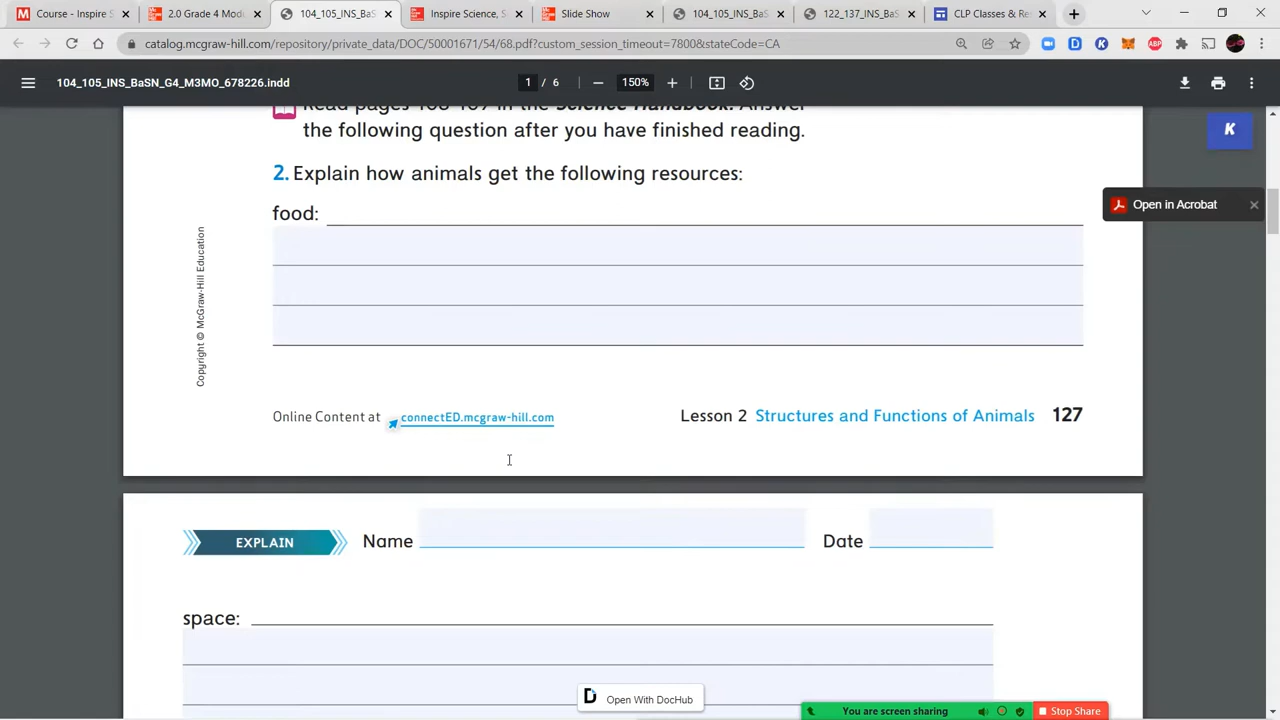 Course - Inspire S
2.0 Grade 4 Modu
104_105_INS_BaS
Inspire Science, S
Slide Show
104_105_INS_BaS
122_137_INS_BaS
CLP Classes & Re
catalog.mcgraw-hill.com/repository/private_data/DOC/50001671/54/68.pdf?custom_session_timeout=7800&stateCode=CA
104_105_INS_BaSN_G4_M3MO_678226.indd
1 / 6
150%
K
Open in Acrobat
the following question after you have finished reading.
2. Explain how animals get the following resources:
food:
Copyright © McGraw-Hill Education
Online Content at connectED.mcgraw-hill.com
Lesson 2 Structures and Functions of Animals 127
EXPLAIN Name Date
space:
Open With DocHub
You are screen sharing
Stop Share